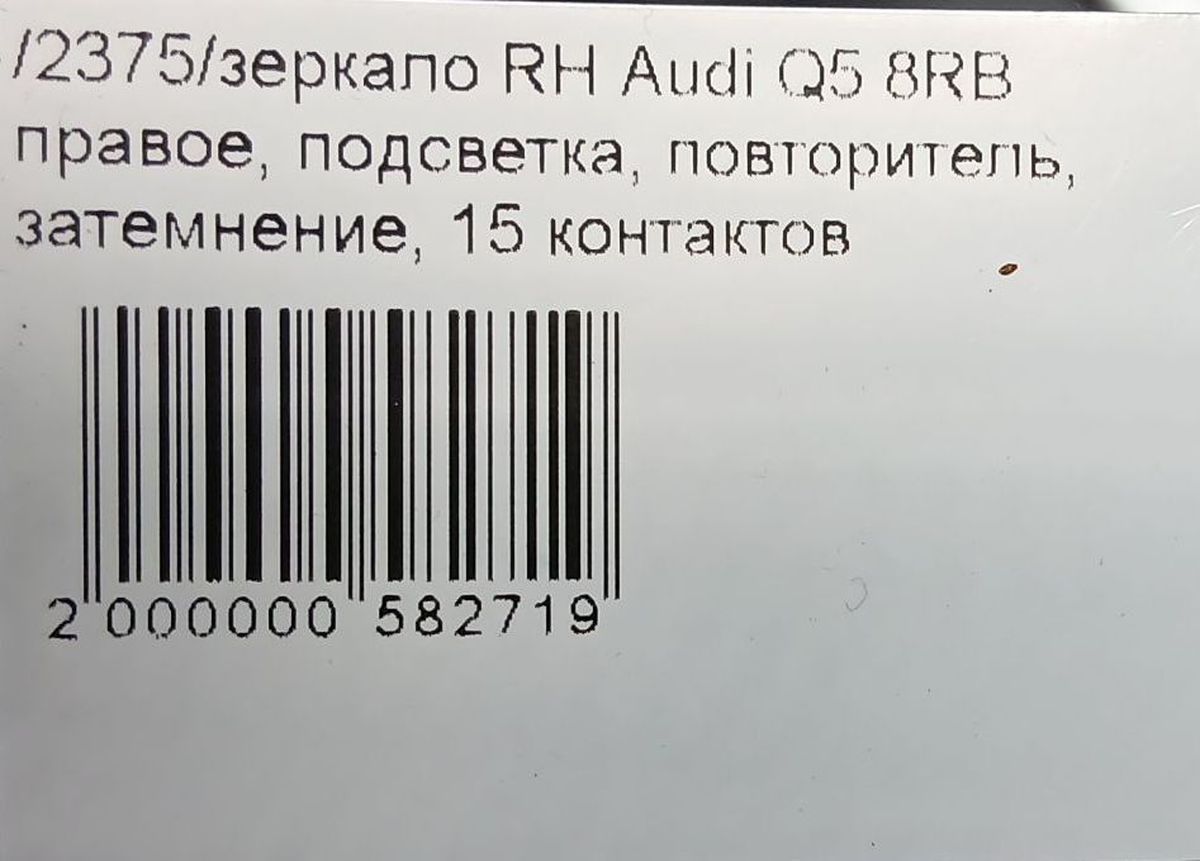 /2375/зеркало RH Audi Q5 8RB
правое, подсветка, повторитель,
затемнение, 15 контактов
2 000000 582719